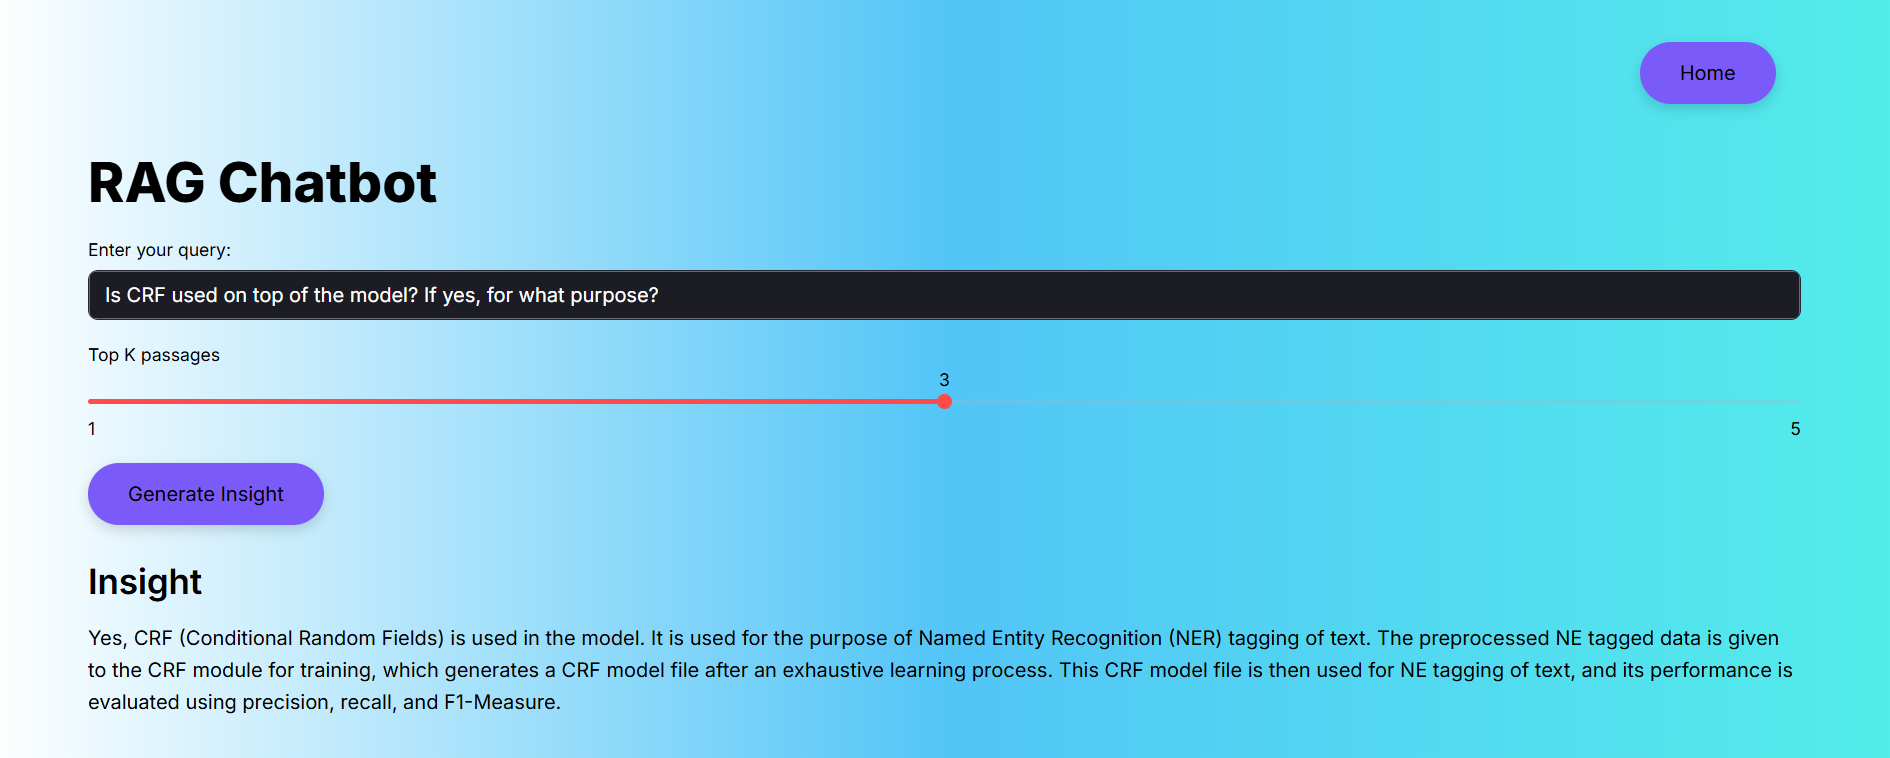 Home
RAG Chatbot
Enter your query:
Is CRF used on top of the model? If yes, for what purpose?
Top K passages
3
1
5
Generate Insight
Insight
Yes, CRF (Conditional Random Fields) is used in the model. It is used for the purpose of Named Entity Recognition (NER) tagging of text. The preprocessed NE tagged data is given
to the CRF module for training, which generates a CRF model file after an exhaustive learning process. This CRF model file is then used for NE tagging of text, and its performance is
evaluated using precision, recall, and F1-Measure.